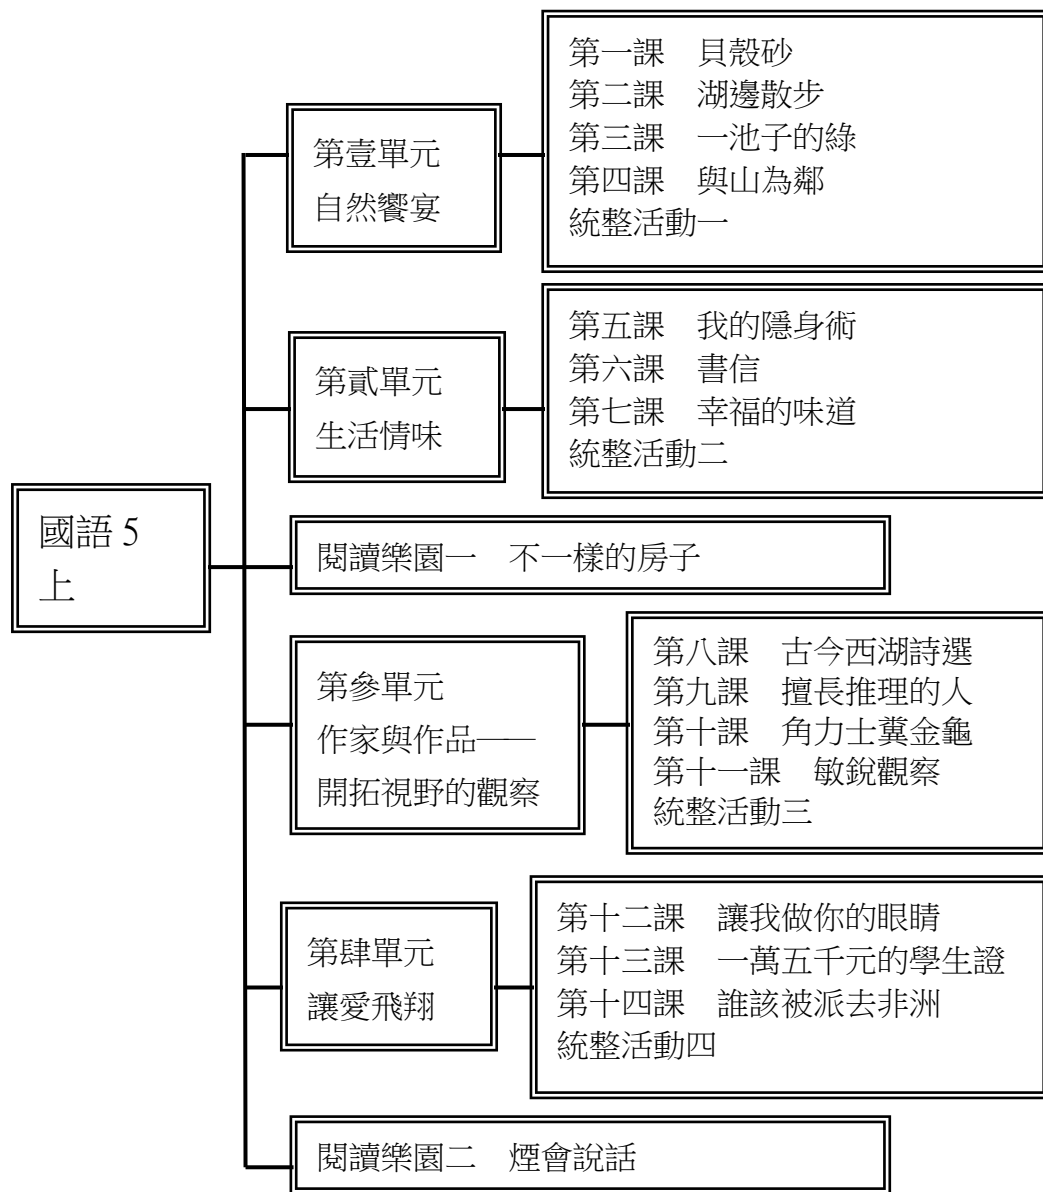 國語 5
上
第壹單元
自然饗宴
第一課　貝殼砂
第二課　湖邊散步
第三課　一池子的綠
第四課　與山為鄰
統整活動一
第貳單元
生活情味
第五課　我的隱身術
第六課　書信
第七課　幸福的味道
統整活動二
閱讀樂園一　不一樣的房子
第參單元
作家與作品——
開拓視野的觀察
第八課　古今西湖詩選
第九課　擅長推理的人
第十課　角力士糞金龜
第十一課　敏銳觀察
統整活動三
第肆單元
讓愛飛翔
第十二課　讓我做你的眼睛
第十三課　一萬五千元的學生證
第十四課　誰該被派去非洲
統整活動四
閱讀樂園二　煙會說話